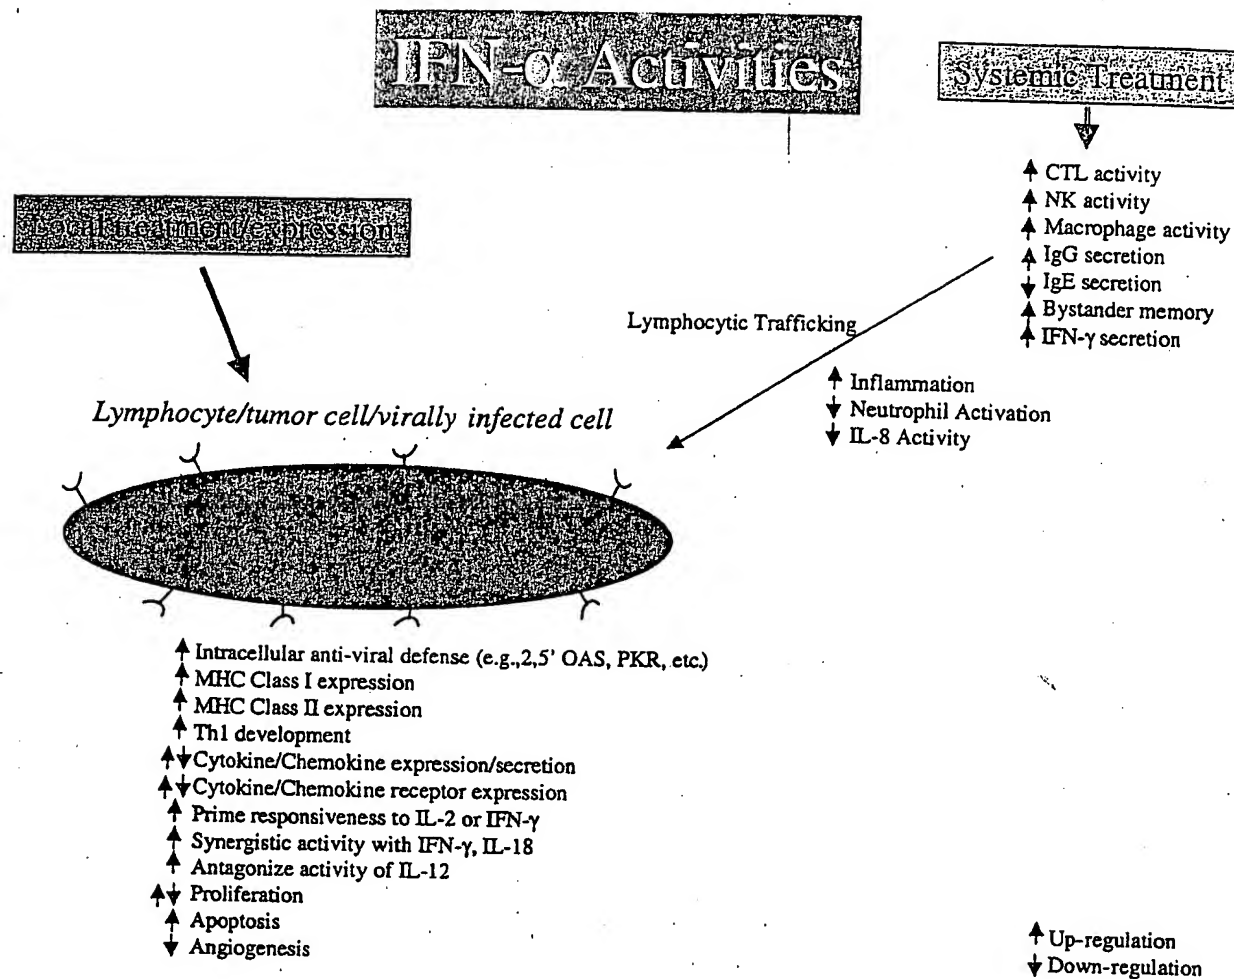 IFN-α Activities
Systemic Treatment
↑ CTL activity
↑ NK activity
↑ Macrophage activity
↑ IgG secretion
↓ IgE secretion
↑ Bystander memory
↑ IFN-γ secretion
Local treatment/expression
Lymphocytic Trafficking
↑ Inflammation
↓ Neutrophil Activation
↓ IL-8 Activity
Lymphocyte/tumor cell/virally infected cell
↑ Intracellular anti-viral defense (e.g.,2,5' OAS, PKR, etc.)
↑ MHC Class I expression
↑ MHC Class II expression
↑ Th1 development
↑↓ Cytokine/Chemokine expression/secretion
↑↓ Cytokine/Chemokine receptor expression
↑ Prime responsiveness to IL-2 or IFN-γ
↑ Synergistic activity with IFN-γ, IL-18
↑ Antagonize activity of IL-12
↑↓ Proliferation
↑ Apoptosis
↓ Angiogenesis
↑ Up-regulation
↓ Down-regulation